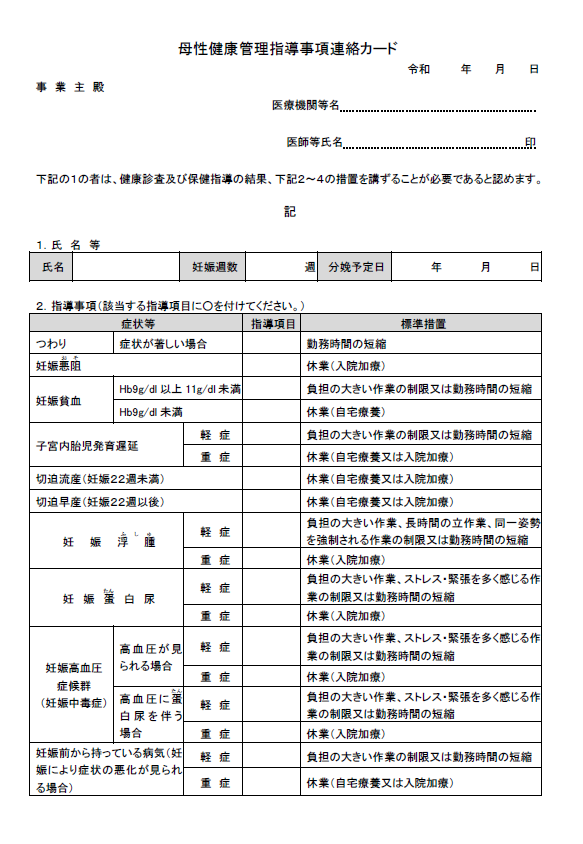 母性健康管理指導事項連絡カード
令和　　年　　月　　日
事 業 主 殿
医療機関等名
医師等氏名　　印
下記の１の者は、健康診査及び保健指導の結果、下記２～４の措置を講ずることが必要であると認めます。
記
１．氏 名 等
氏名　　妊娠週数　　週　分娩予定日　　年　　月　　日
２．指導事項（該当する指導項目に○を付けてください。）
症状等　指導項目　標準措置
つわり　症状が著しい場合　勤務時間の短縮
おそ
妊娠悪阻　休業（入院加療）
妊娠貧血　Hb9g/dl 以上 11g/dl 未満　負担の大きい作業の制限又は勤務時間の短縮
Hb9g/dl 未満　休業（自宅療養）
子宮内胎児発育遅延　軽 症　負担の大きい作業の制限又は勤務時間の短縮
重 症　休業（自宅療養又は入院加療）
切迫流産（妊娠２２週未満）　休業（自宅療養又は入院加療）
切迫早産（妊娠２２週以後）　休業（自宅療養又は入院加療）
ふ しゅ
妊 娠 浮 腫　軽 症　負担の大きい作業、長時間の立作業、同一姿勢
を強制される作業の制限又は勤務時間の短縮
重 症　休業（入院加療）
たん
妊 娠 蛋 白 尿　軽 症　負担の大きい作業、ストレス・緊張を多く感じる作
業の制限又は勤務時間の短縮
重 症　休業（入院加療）
妊娠高血圧
症候群
（妊娠中毒症）
高血圧が見
られる場合
軽 症　負担の大きい作業、ストレス・緊張を多く感じる作
業の制限又は勤務時間の短縮
重 症　休業（入院加療）
たん
高血圧に蛋
白尿を伴う
場合
軽 症　負担の大きい作業、ストレス・緊張を多く感じる作
業の制限又は勤務時間の短縮
重 症　休業（入院加療）
妊娠前から持っている病気（妊
娠により症状の悪化が見られ
る場合）
軽 症　負担の大きい作業の制限又は勤務時間の短縮
重 症　休業（自宅療養又は入院加療）